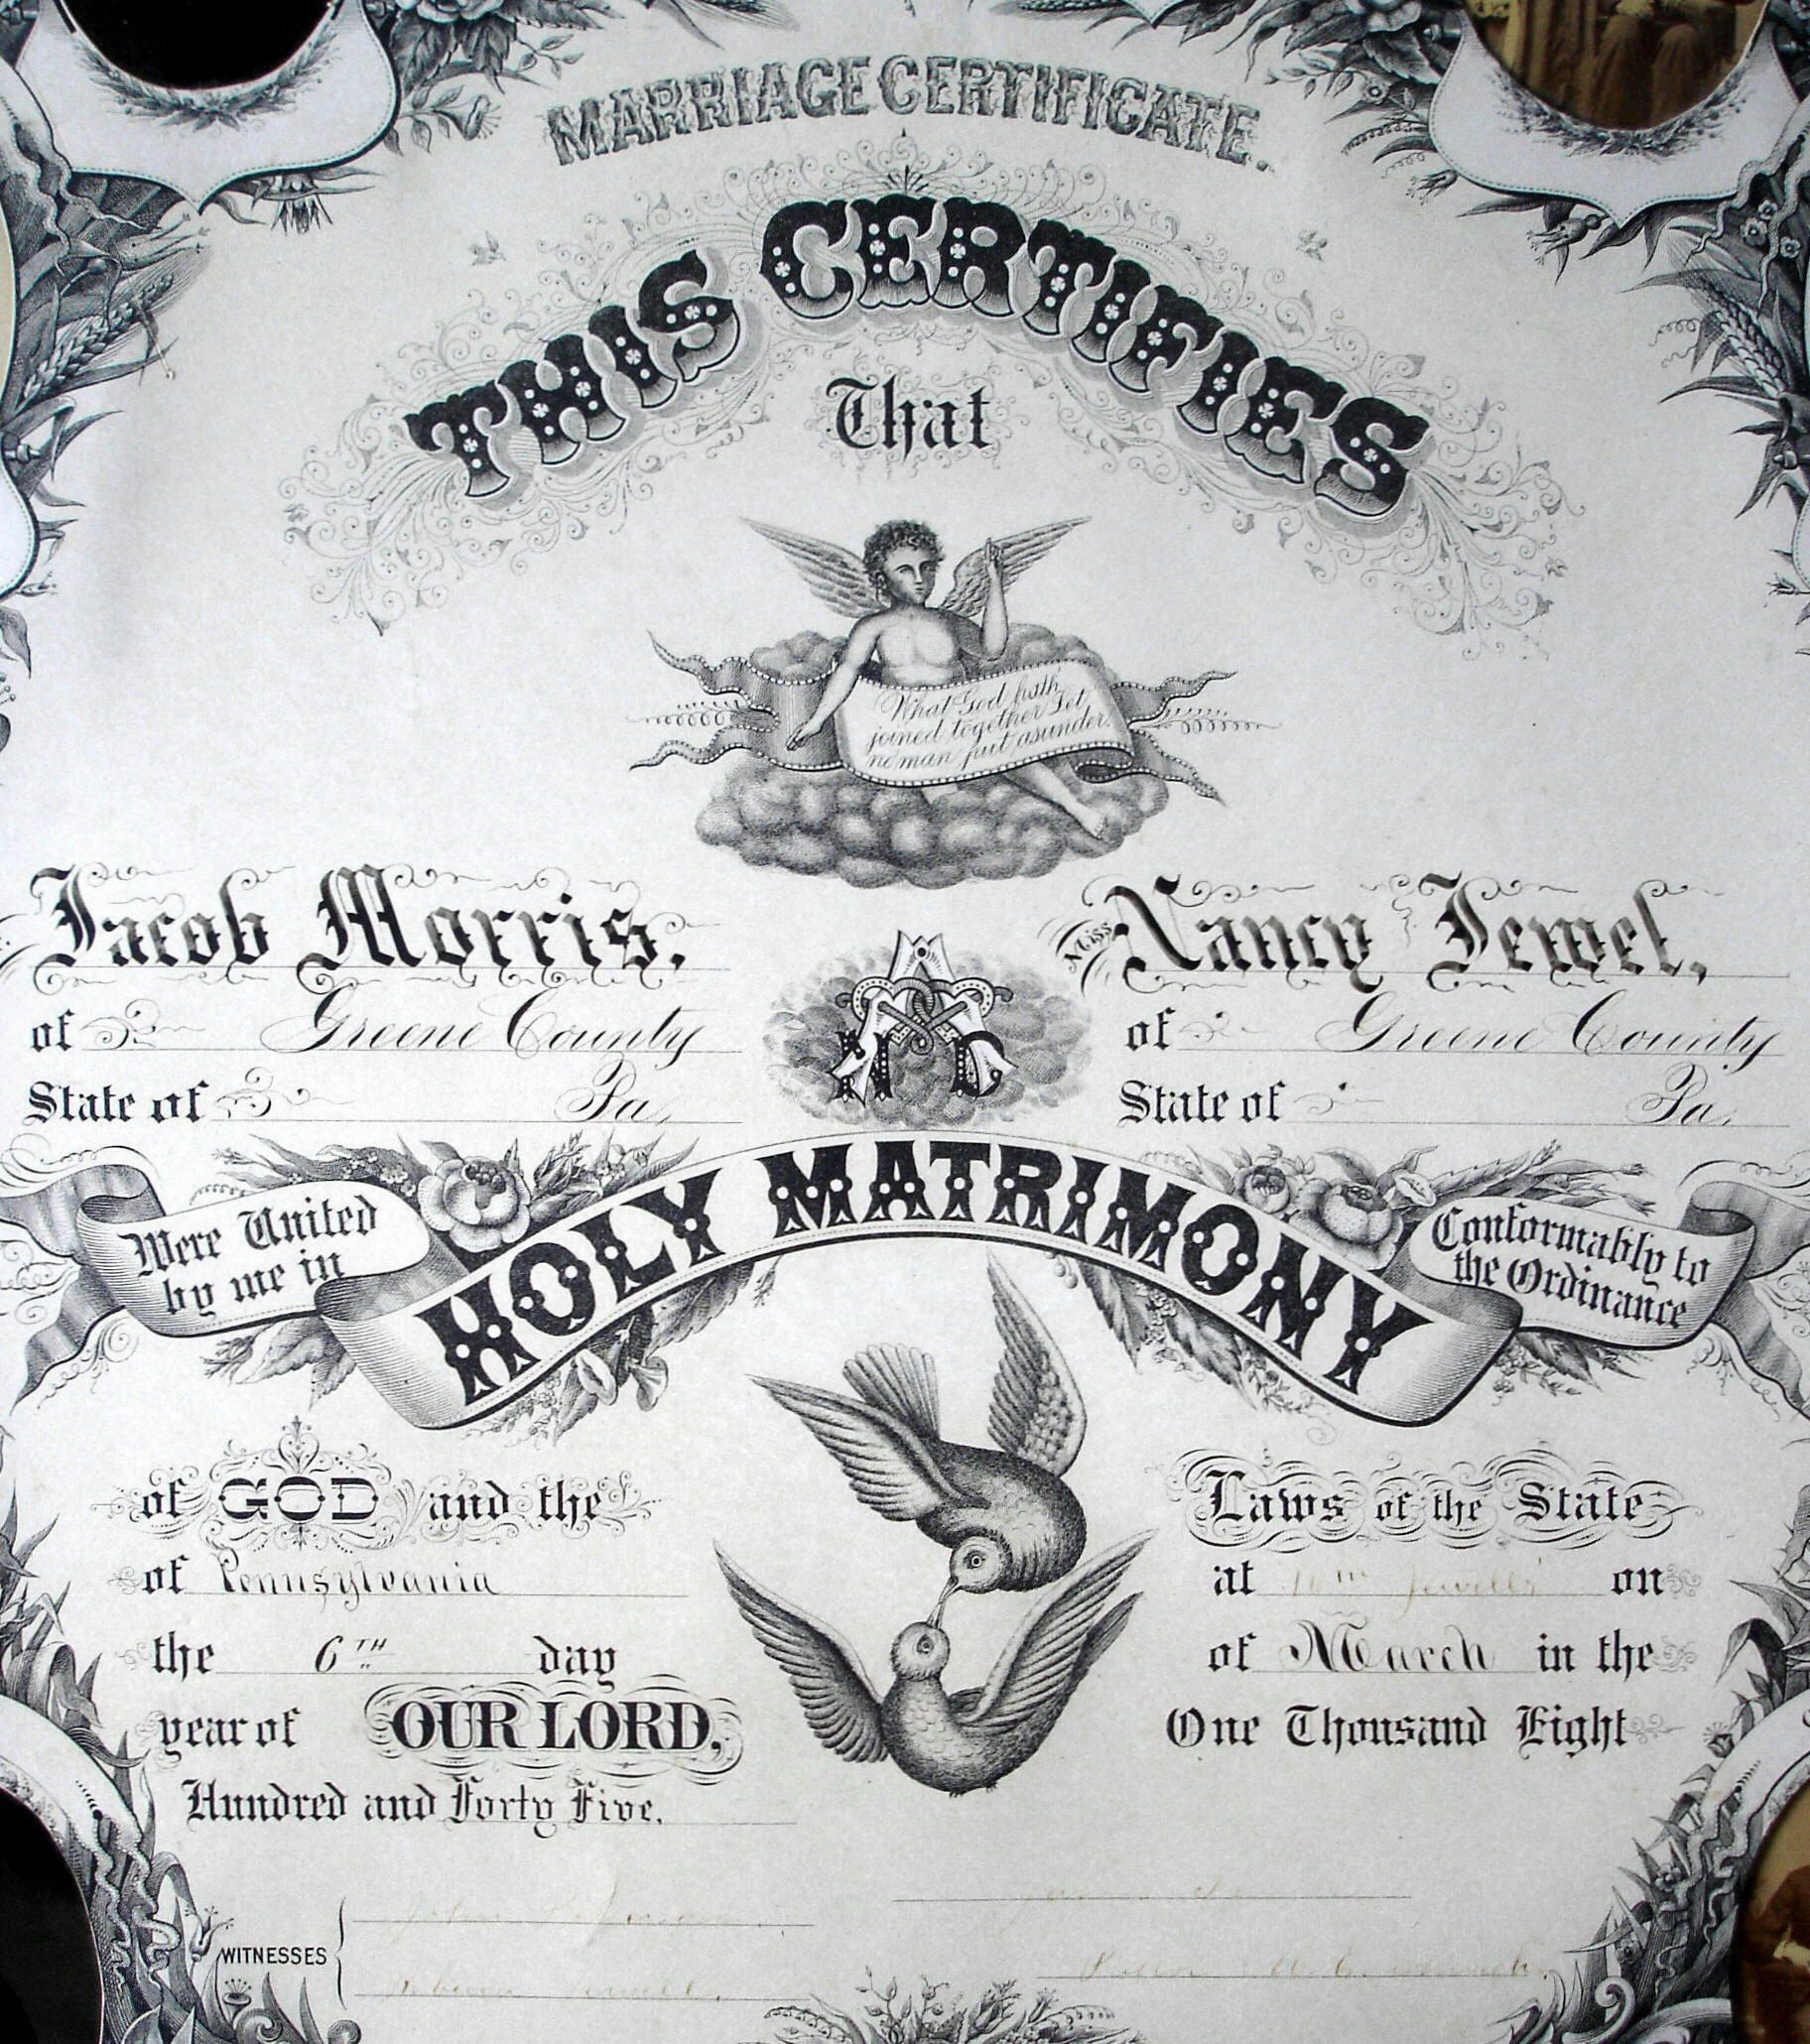 MARRIAGE CERTIFICATE.
THIS CERTIFIES
That
What God hath
joined together Let
no man put asunder.
Jacob Morris,
Miss Nancy Jewel,
of Greene County
of Greene County
State of Pa,
State of Pa,
Were United
by me in
HOLY MATRIMONY
Conformably to
the Ordinance
of GOD and the
Laws of the State
of Pennsylvania
at Wm Jewell's on
the 6TH day
of March in the
year of OUR LORD,
One Thousand Eight
Hundred and Forty Five.
WITNESSES